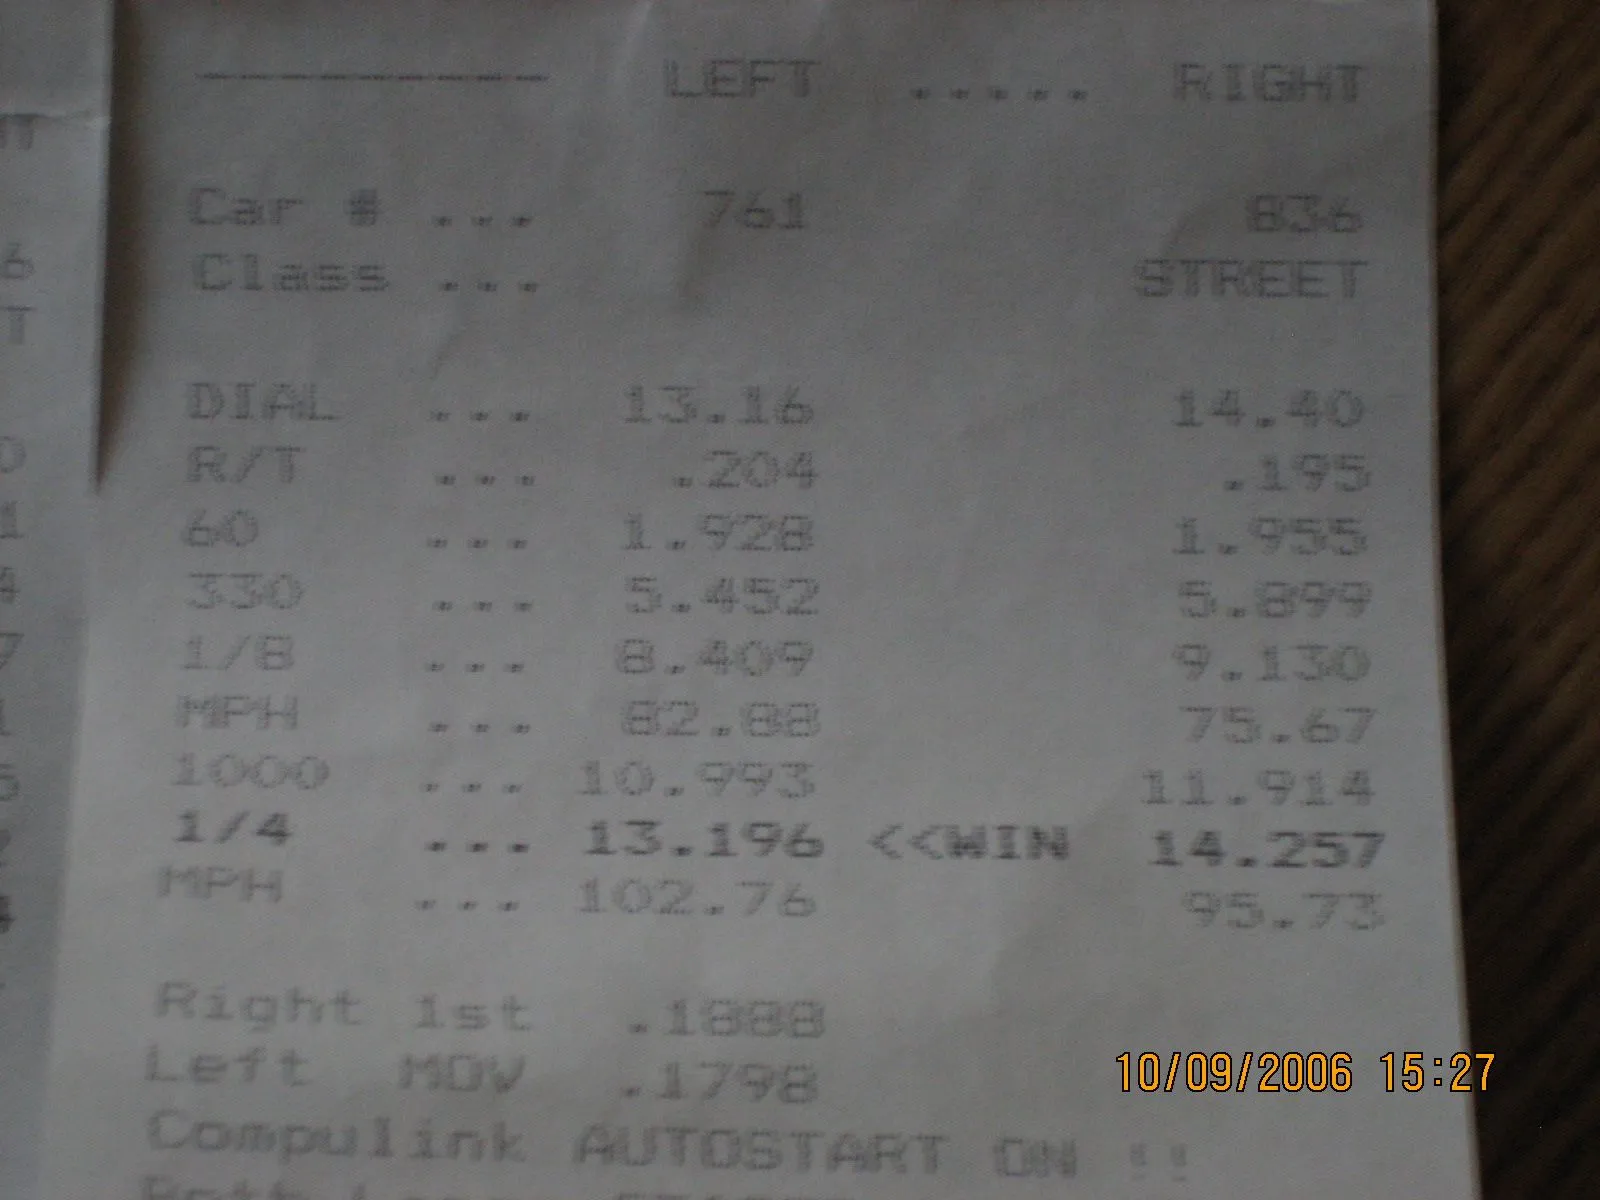 ---------- LEFT ..... RIGHT
Car # ... 761 836
Class ... STREET
DIAL ... 13.16 14.40
R/T ... .204 .195
60 ... 1.928 1.955
330 ... 5.452 5.899
1/8 ... 8.409 9.130
MPH ... 82.88 75.67
1000 ... 10.993 11.914
1/4 ... 13.196 <<WIN 14.257
MPH ... 102.76 95.73
Right 1st .1888
Left MOV .1798
Compulink AUTOSTART ON !!
10/09/2006 15:27